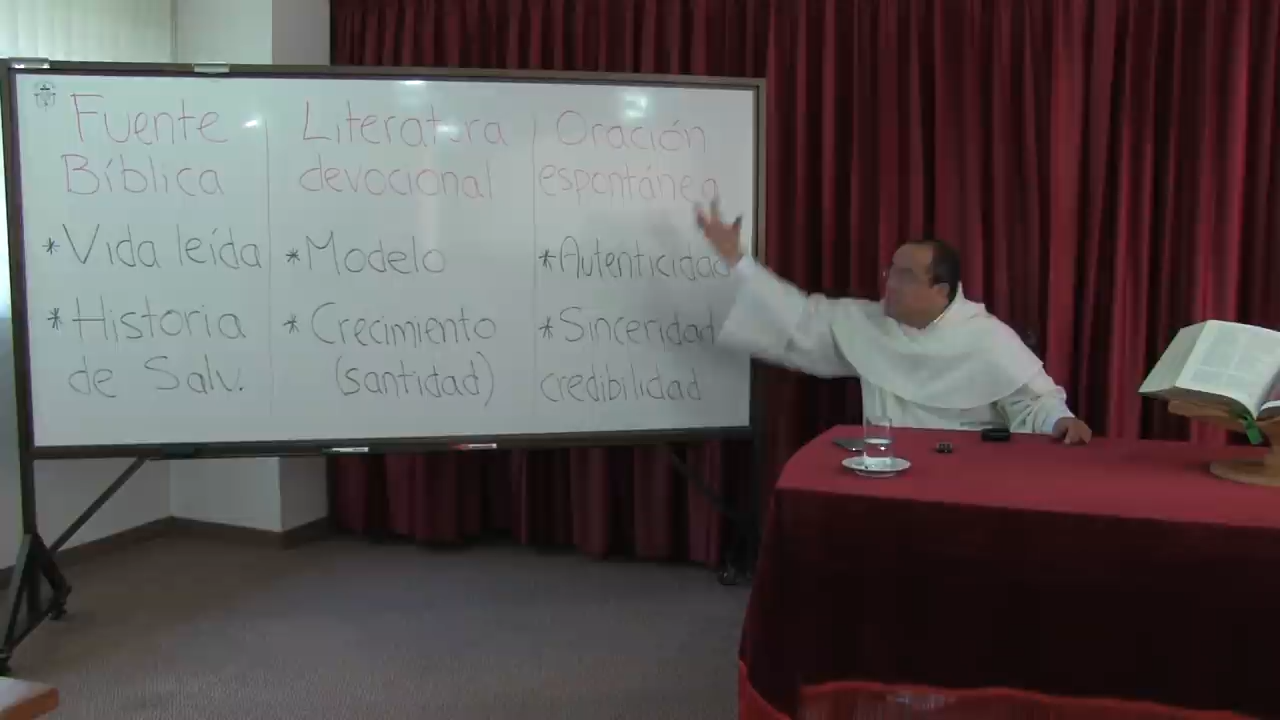 Fuente
Bíblica
*Vida leída
*Historia
de Salv.
Literatura
devocional
*Modelo
*Crecimiento
(santidad)
Oración
espontánea
*Autenticidad
*Sinceridad
credibilidad